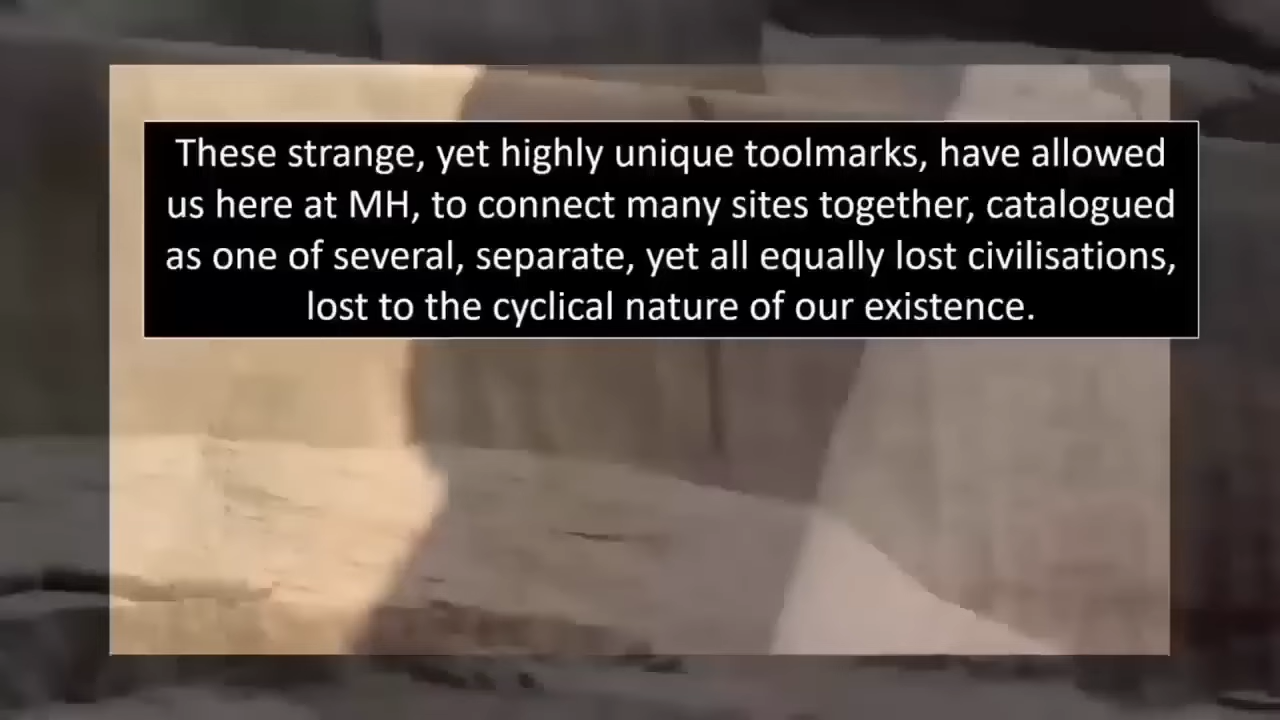 These strange, yet highly unique toolmarks, have allowed
us here at MH, to connect many sites together, catalogued
as one of several, separate, yet all equally lost civilisations,
lost to the cyclical nature of our existence.